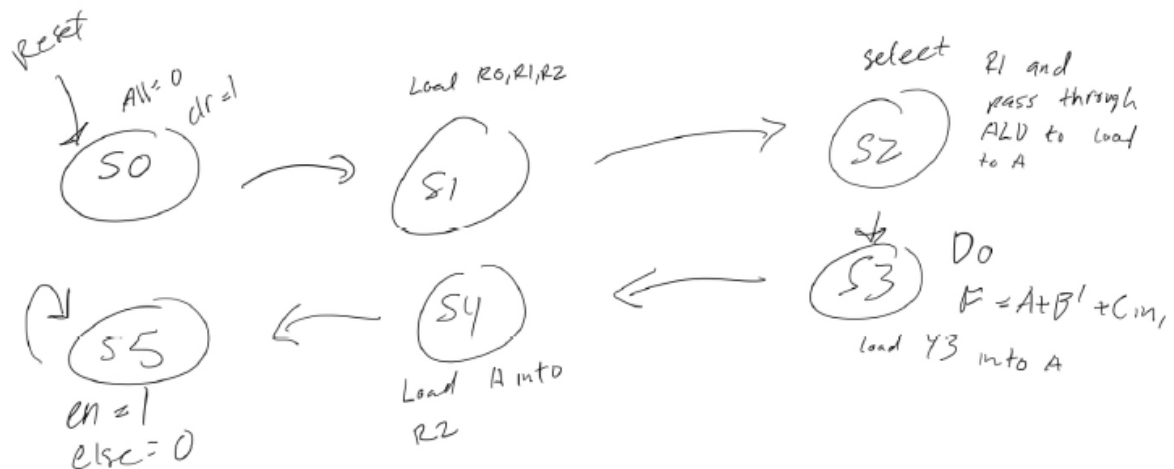 Reset
All=0
clr=1
S0
Load R0,R1,R2
S1
select R1 and
pass through
ALU to load
to A
S2
S3
Do
F = A+B' +Cin,
load Y3 into A
S4
Load A into
R2
S5
en = 1
else = 0